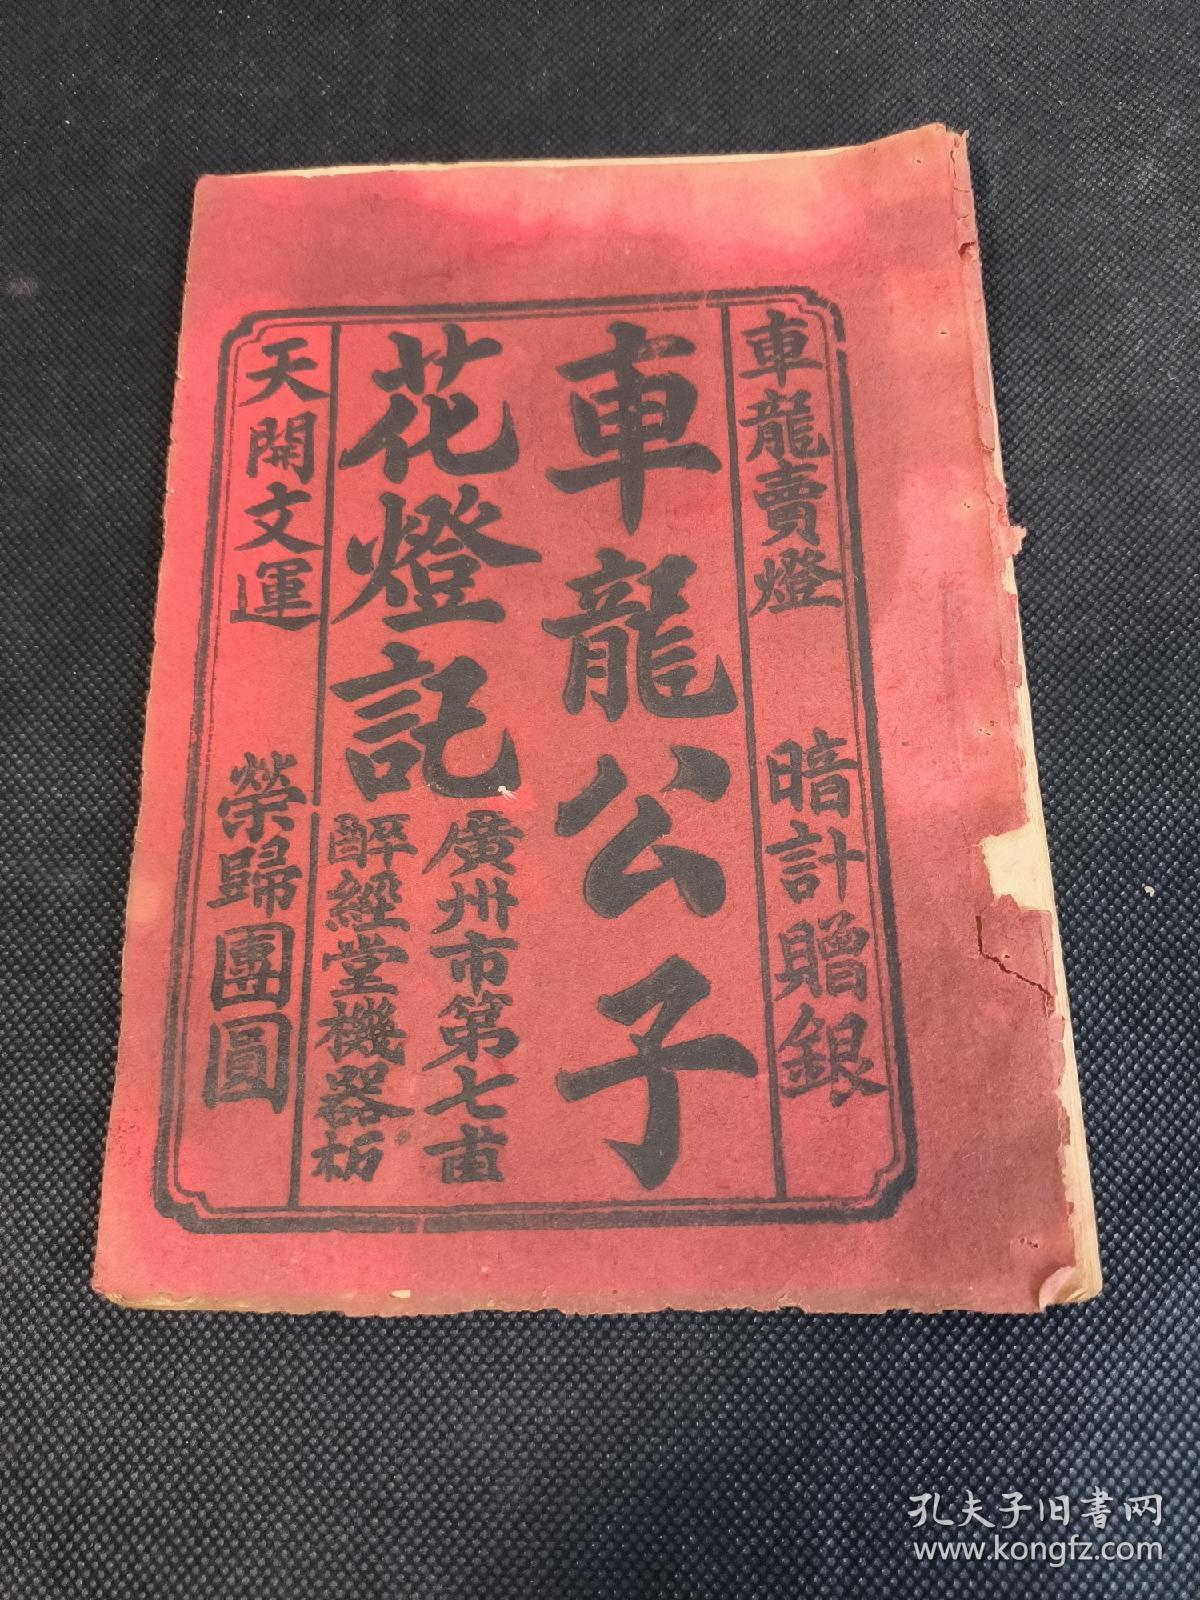 車龍賣燈 暗計贈銀
車龍公子
花燈記
廣州市第七甫
醉經堂機器板
天開文運 榮歸團圓
孔夫子旧書网
www.kongfz.com